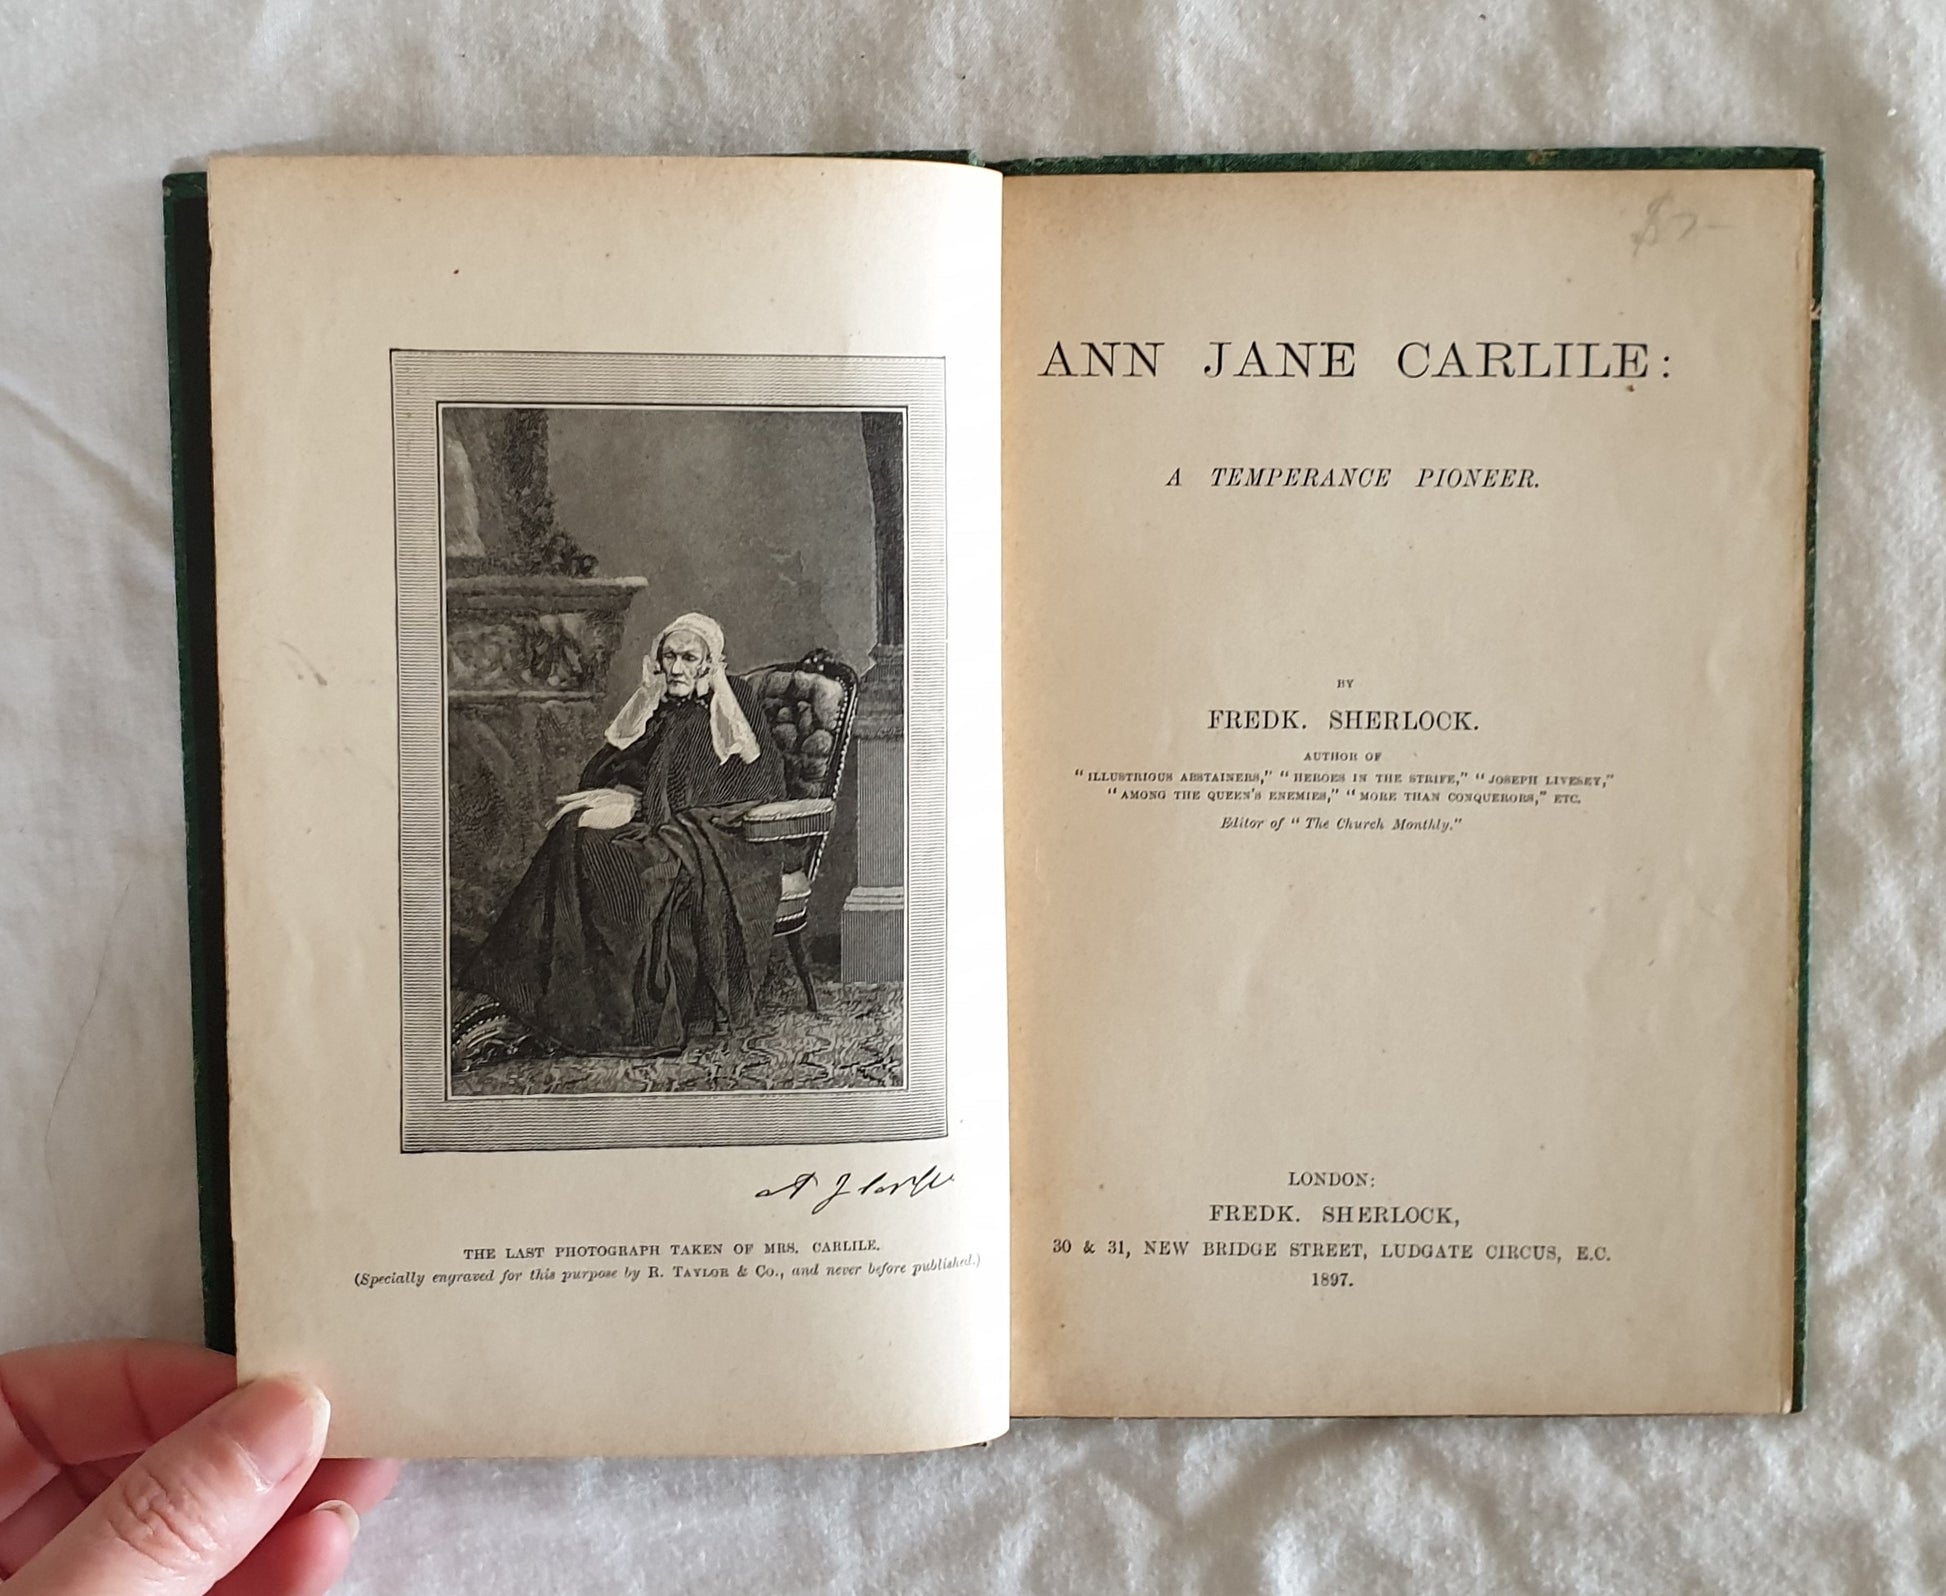 A J Carlile
THE LAST PHOTOGRAPH TAKEN OF MRS. CARLILE.
(Specially engraved for this purpose by R. TAYLOR & CO., and never before published.)
ANN JANE CARLILE:
A TEMPERANCE PIONEER.
BY
FREDK. SHERLOCK.
AUTHOR OF
"ILLUSTRIOUS ABSTAINERS," "HEROES IN THE STRIFE," "JOSEPH LIVESEY,"
"AMONG THE QUEEN'S ENEMIES," "MORE THAN CONQUERORS," ETC.
Editor of "The Church Monthly."
LONDON:
FREDK. SHERLOCK,
30 & 31, NEW BRIDGE STREET, LUDGATE CIRCUS, E.C.
1897.